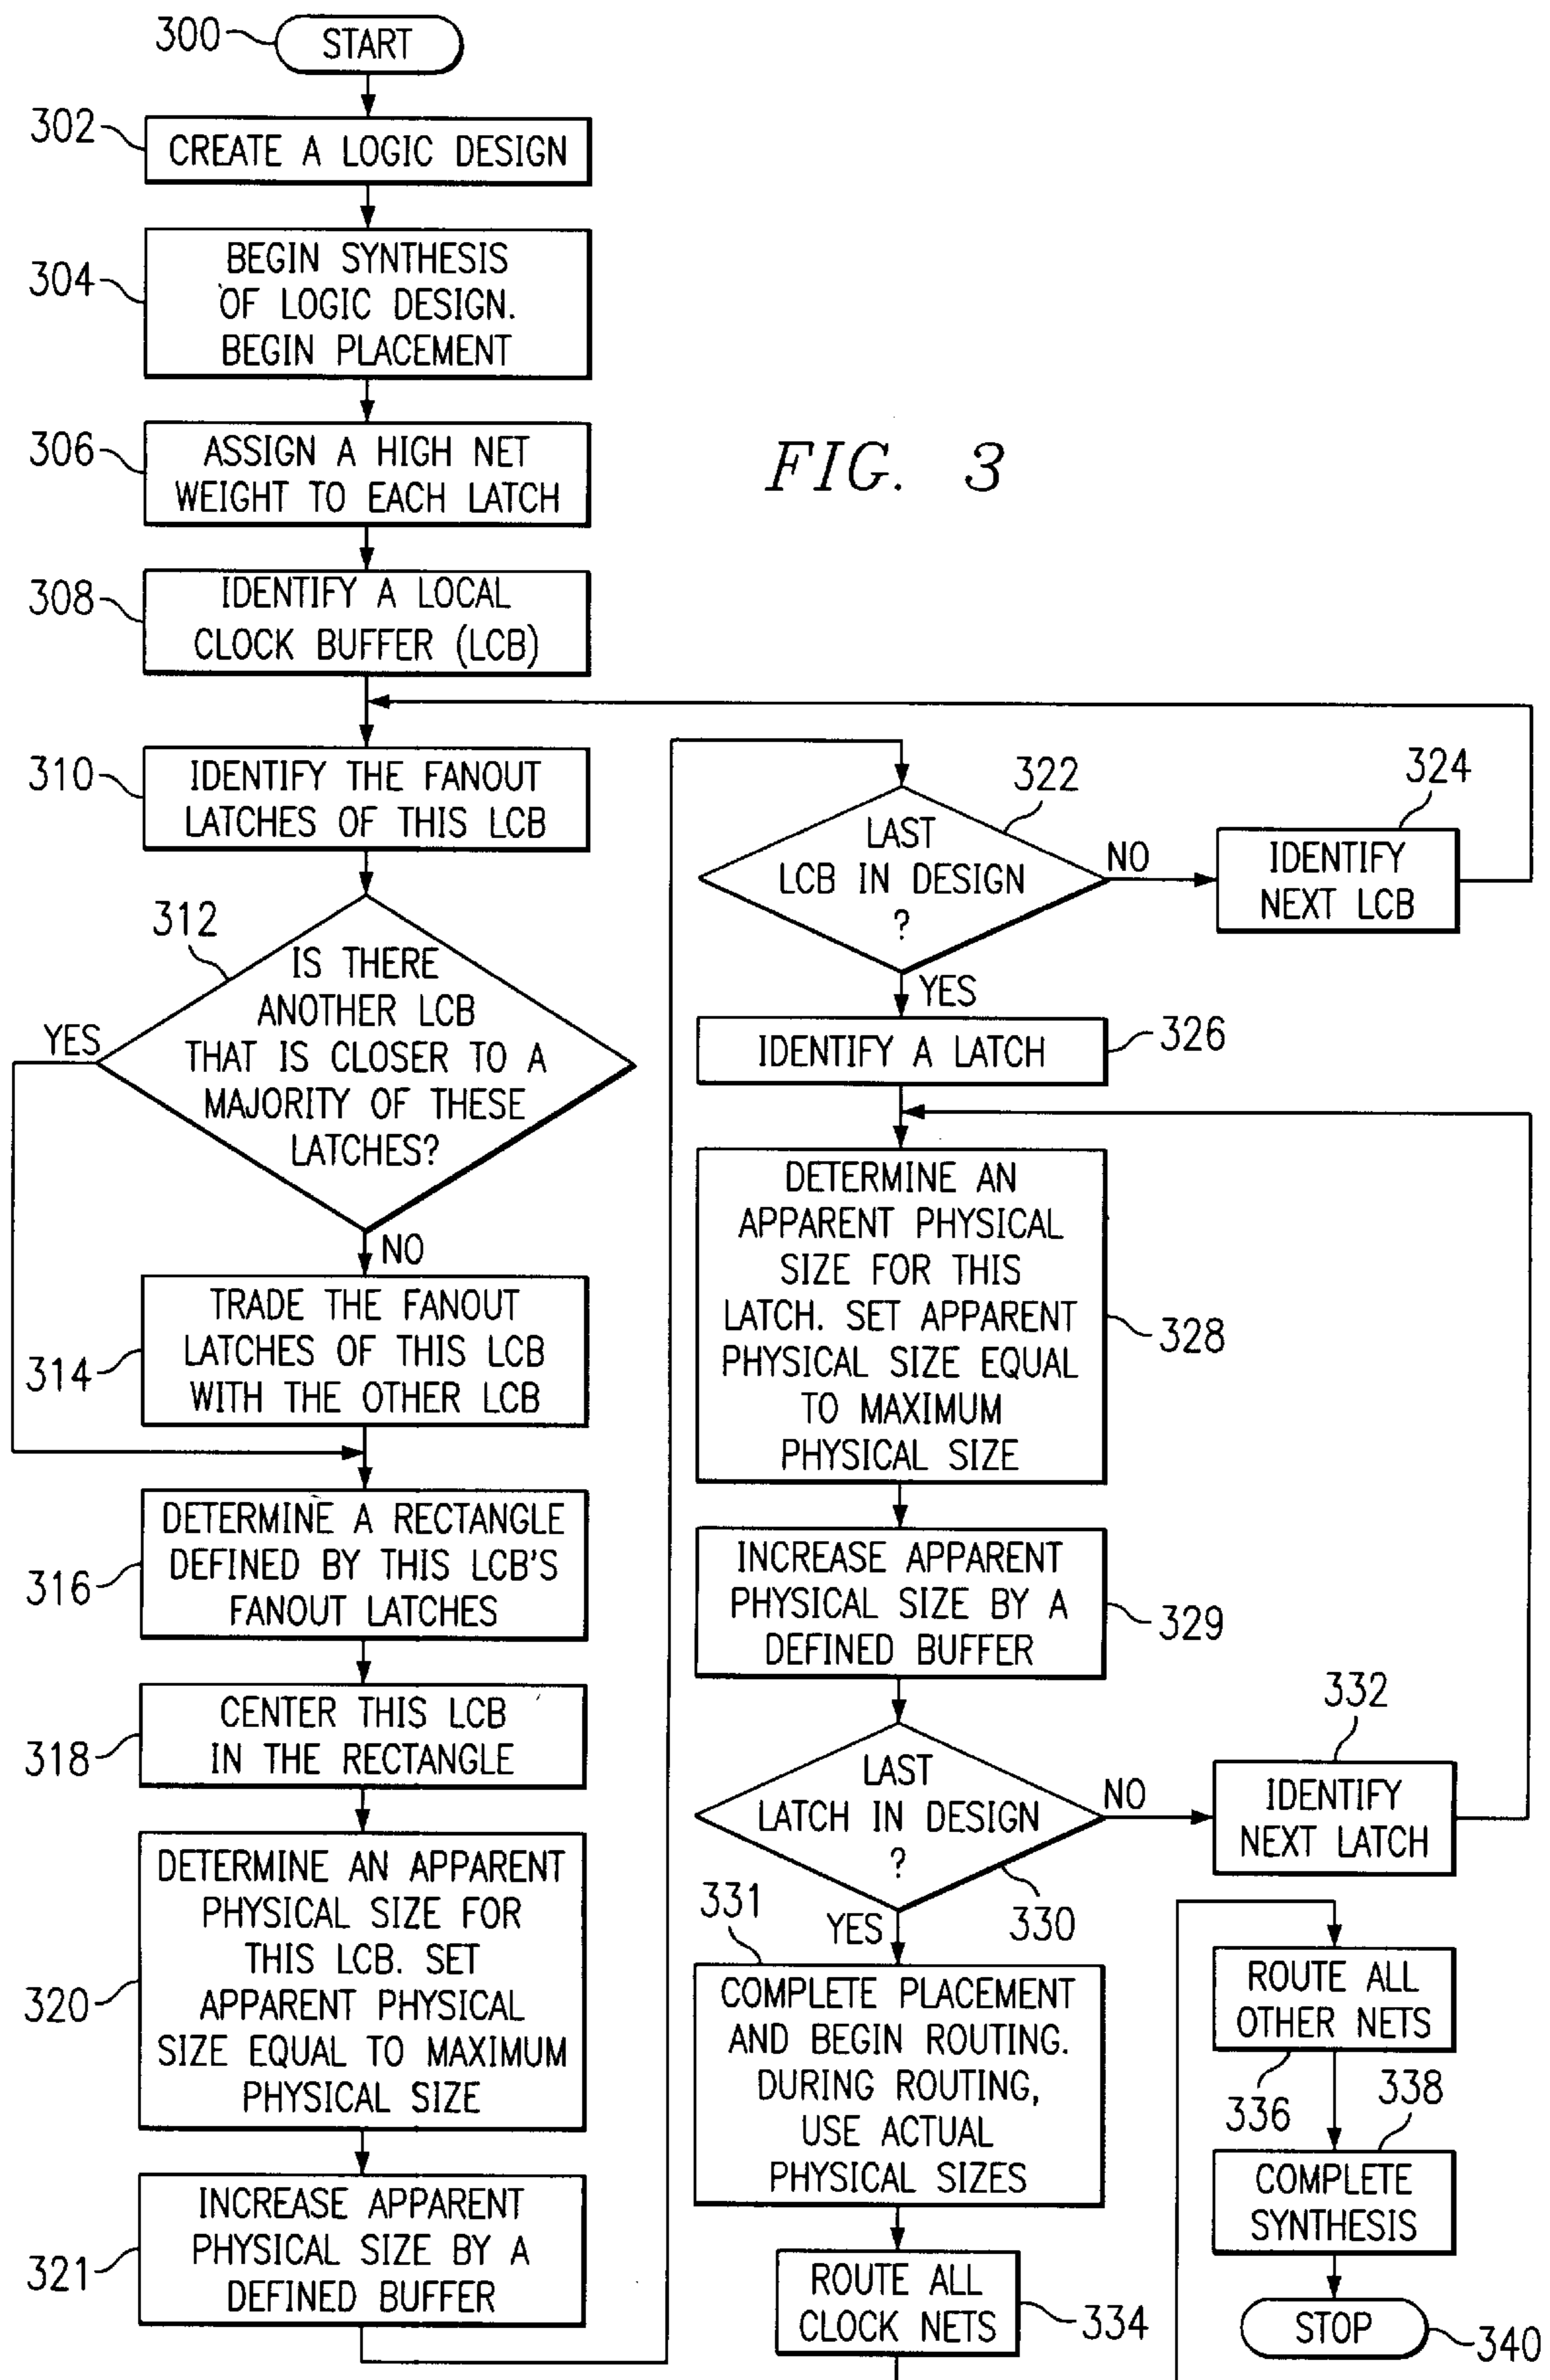 300
START
302
CREATE A LOGIC DESIGN
304
BEGIN SYNTHESIS
OF LOGIC DESIGN.
BEGIN PLACEMENT
306
ASSIGN A HIGH NET
WEIGHT TO EACH LATCH
FIG. 3
308
IDENTIFY A LOCAL
CLOCK BUFFER (LCB)
310
IDENTIFY THE FANOUT
LATCHES OF THIS LCB
312
IS THERE
ANOTHER LCB
THAT IS CLOSER TO A
MAJORITY OF THESE
LATCHES?
YES
NO
314
TRADE THE FANOUT
LATCHES OF THIS LCB
WITH THE OTHER LCB
316
DETERMINE A RECTANGLE
DEFINED BY THIS LCB'S
FANOUT LATCHES
318
CENTER THIS LCB
IN THE RECTANGLE
320
DETERMINE AN APPARENT
PHYSICAL SIZE FOR
THIS LCB. SET
APPARENT PHYSICAL
SIZE EQUAL TO MAXIMUM
PHYSICAL SIZE
321
INCREASE APPARENT
PHYSICAL SIZE BY A
DEFINED BUFFER
322
LAST
LCB IN DESIGN
?
NO
324
IDENTIFY
NEXT LCB
YES
IDENTIFY A LATCH
326
DETERMINE AN
APPARENT PHYSICAL
SIZE FOR THIS
LATCH. SET APPARENT
PHYSICAL SIZE EQUAL
TO MAXIMUM
PHYSICAL SIZE
328
INCREASE APPARENT
PHYSICAL SIZE BY A
DEFINED BUFFER
329
LAST
LATCH IN DESIGN
?
330
NO
332
IDENTIFY
NEXT LATCH
YES
331
COMPLETE PLACEMENT
AND BEGIN ROUTING.
DURING ROUTING,
USE ACTUAL
PHYSICAL SIZES
ROUTE ALL
CLOCK NETS
334
ROUTE ALL
OTHER NETS
336
338
COMPLETE
SYNTHESIS
STOP
340